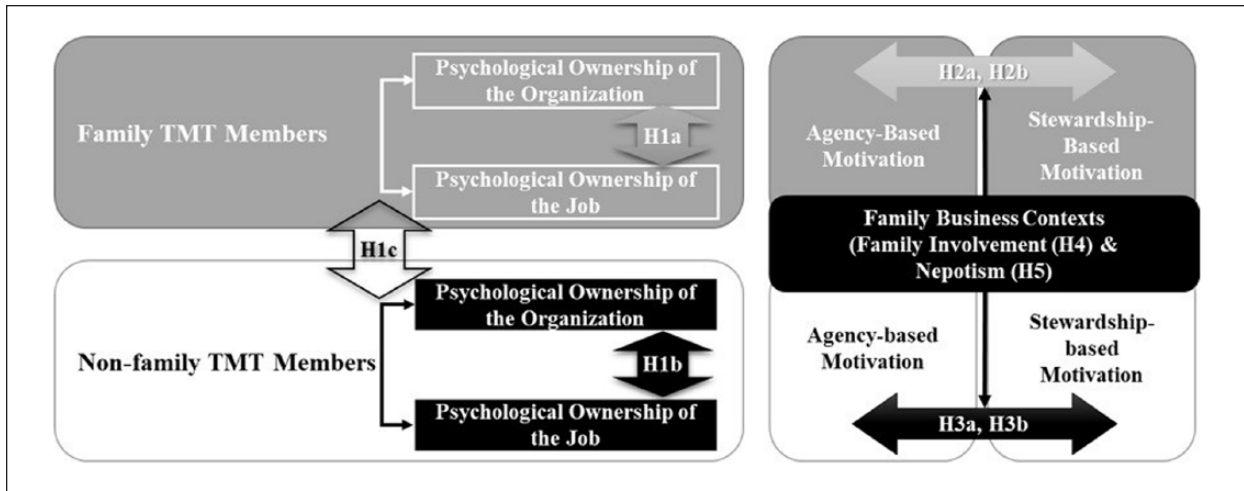 Family TMT Members
Psychological Ownership of
the Organization
H1a
Psychological Ownership of
the Job
H1c
Non-family TMT Members
Psychological Ownership of
the Organization
H1b
Psychological Ownership of
the Job
H2a, H2b
Agency-Based
Motivation
Stewardship-
Based
Motivation
Family Business Contexts
(Family Involvement (H4) &
Nepotism (H5)
Agency-based
Motivation
Stewardship-
based
Motivation
H3a, H3b